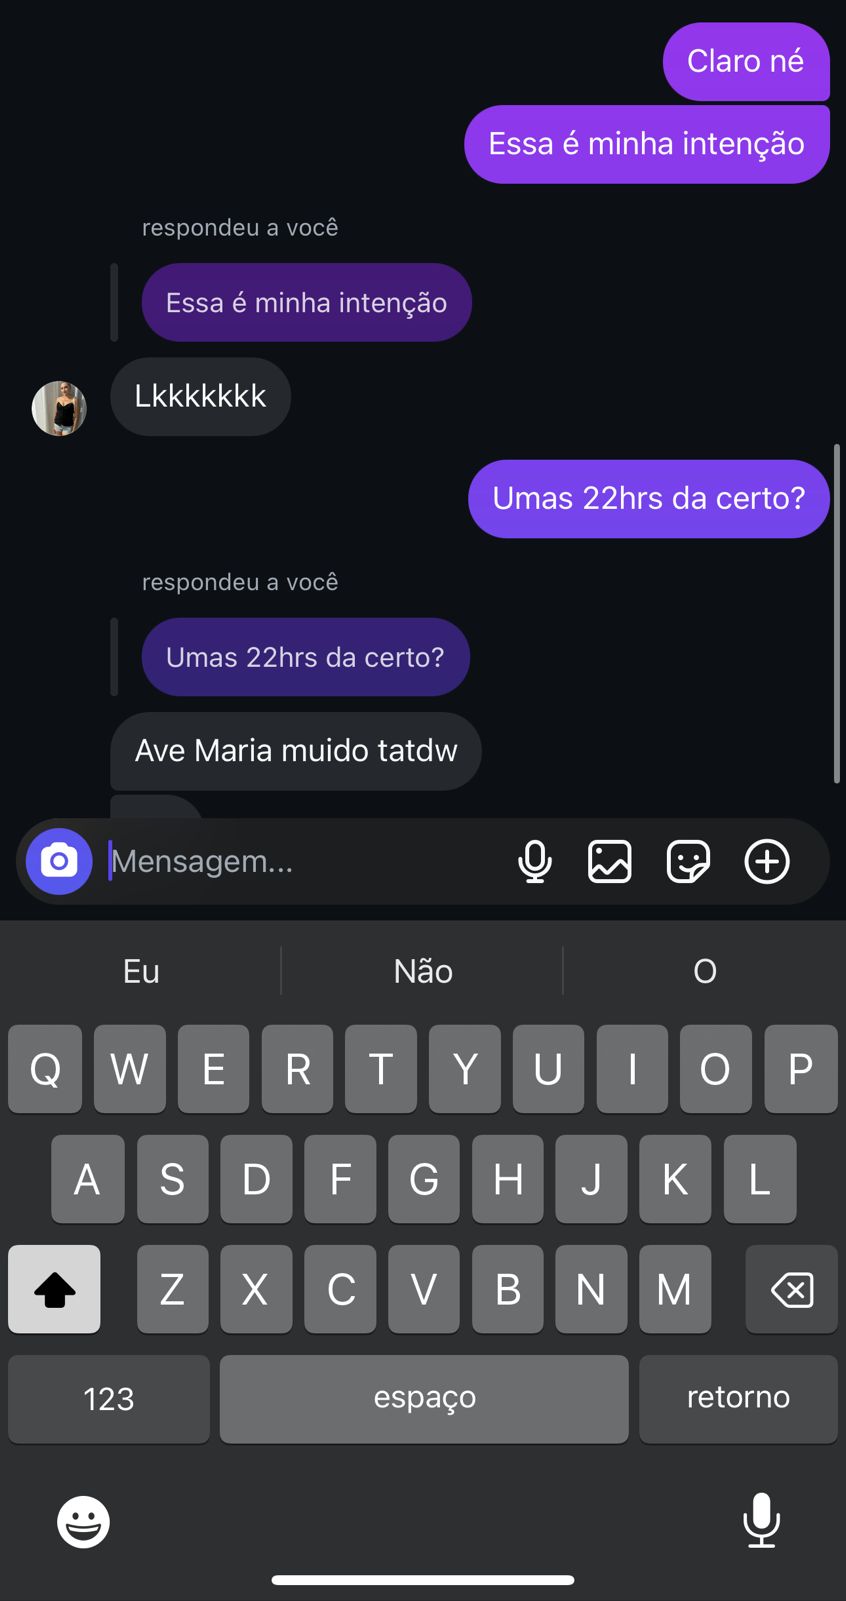 Claro né
Essa é minha intenção
respondeu a você
Essa é minha intenção
Lkkkkkkk
Umas 22hrs da certo?
respondeu a você
Umas 22hrs da certo?
Ave Maria muido tatdw
Mensagem...
Eu Não O
Q W E R T Y U I O P
A S D F G H J K L
Z X C V B N M
123 espaço retorno